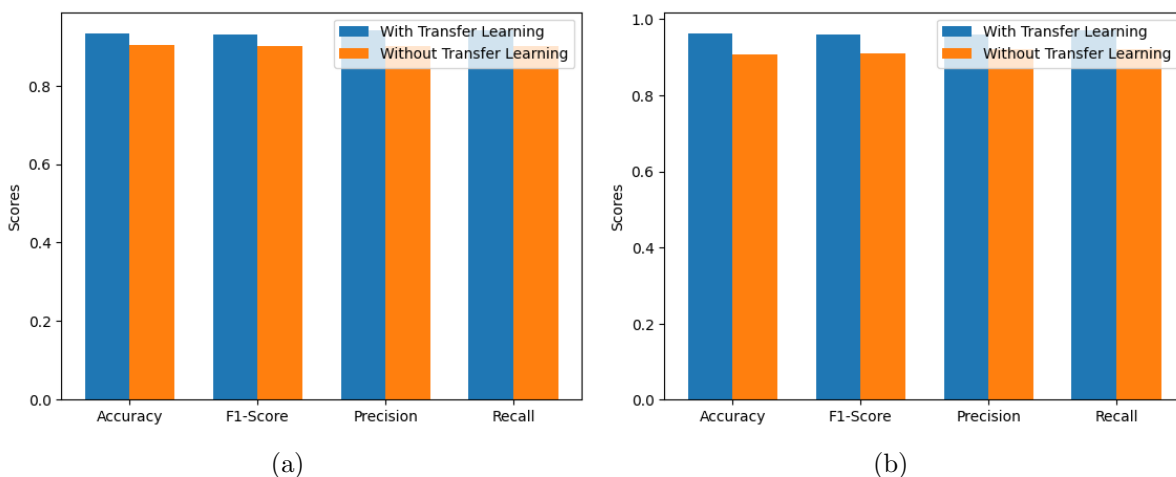 With Transfer Learning
Without Transfer Learning
0.8
0.6
0.4
0.2
0.0
Scores
Accuracy F1-Score Precision Recall
(a)
With Transfer Learning
Without Transfer Learning
1.0
0.8
0.6
0.4
0.2
0.0
Scores
Accuracy F1-Score Precision Recall
(b)